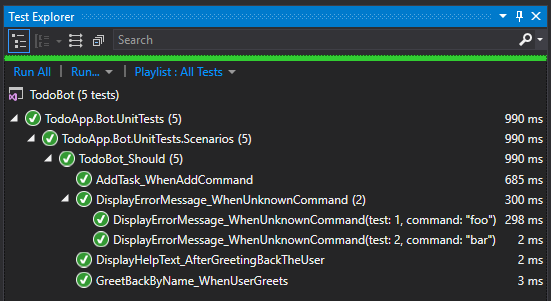 Test Explorer
Search
Run All | Run... | Playlist : All Tests
TodoBot (5 tests)
TodoApp.Bot.UnitTests (5) 990 ms
TodoApp.Bot.UnitTests.Scenarios (5) 990 ms
TodoBot_Should (5) 990 ms
AddTask_WhenAddCommand 685 ms
DisplayErrorMessage_WhenUnknownCommand (2) 300 ms
DisplayErrorMessage_WhenUnknownCommand(test: 1, command: "foo") 298 ms
DisplayErrorMessage_WhenUnknownCommand(test: 2, command: "bar") 2 ms
DisplayHelpText_AfterGreetingBackTheUser 2 ms
GreetBackByName_WhenUserGreets 3 ms